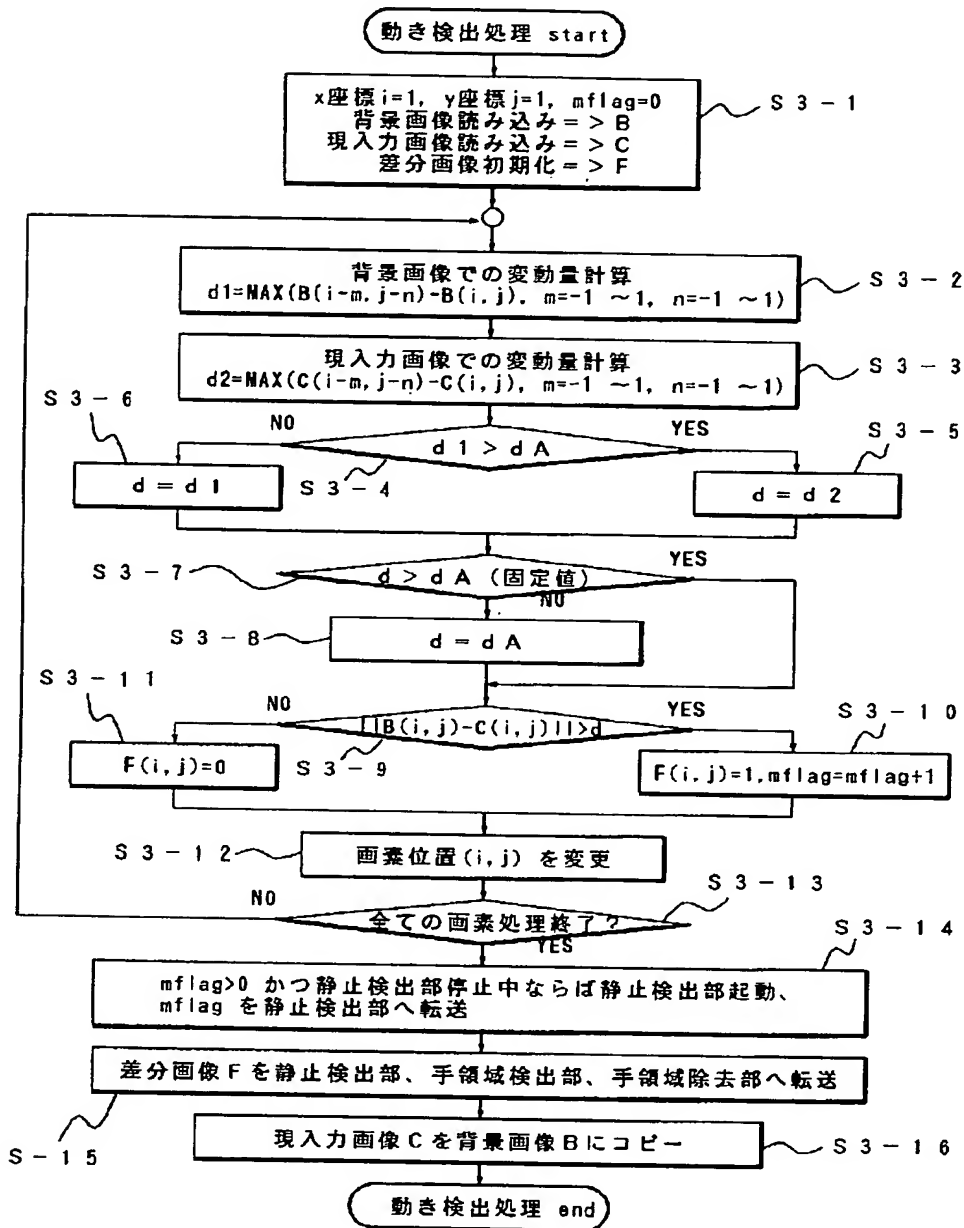 動き検出処理 start
x座標i=1, y座標j=1, mflag=0
背景画像読み込み=>B
現入力画像読み込み=>C
差分画像初期化=>F
S3-1
背景画像での変動量計算
d1=MAX(B(i-m,j-n)-B(i,j), m=-1 ~1, n=-1 ~1)
S3-2
現入力画像での変動量計算
d2=MAX(C(i-m,j-n)-C(i,j), m=-1 ~1, n=-1 ~1)
S3-3
S3-6
NO
d1>dA
YES
S3-5
d=d1
S3-4
d=d2
S3-7
d>dA (固定値)
YES
NO
S3-8
d=dA
S3-11
NO
||B(i,j)-C(i,j)||>d
YES
S3-10
F(i,j)=0
S3-9
F(i,j)=1,mflag=mflag+1
S3-12
画素位置(i,j)を変更
S3-13
NO
全ての画素処理終了?
YES
S3-14
mflag>0 かつ静止検出部停止中ならば静止検出部起動、
mflag を静止検出部へ転送
差分画像Fを静止検出部、手領域検出部、手領域除去部へ転送
S-15
現入力画像Cを背景画像Bにコピー
S3-16
動き検出処理 end